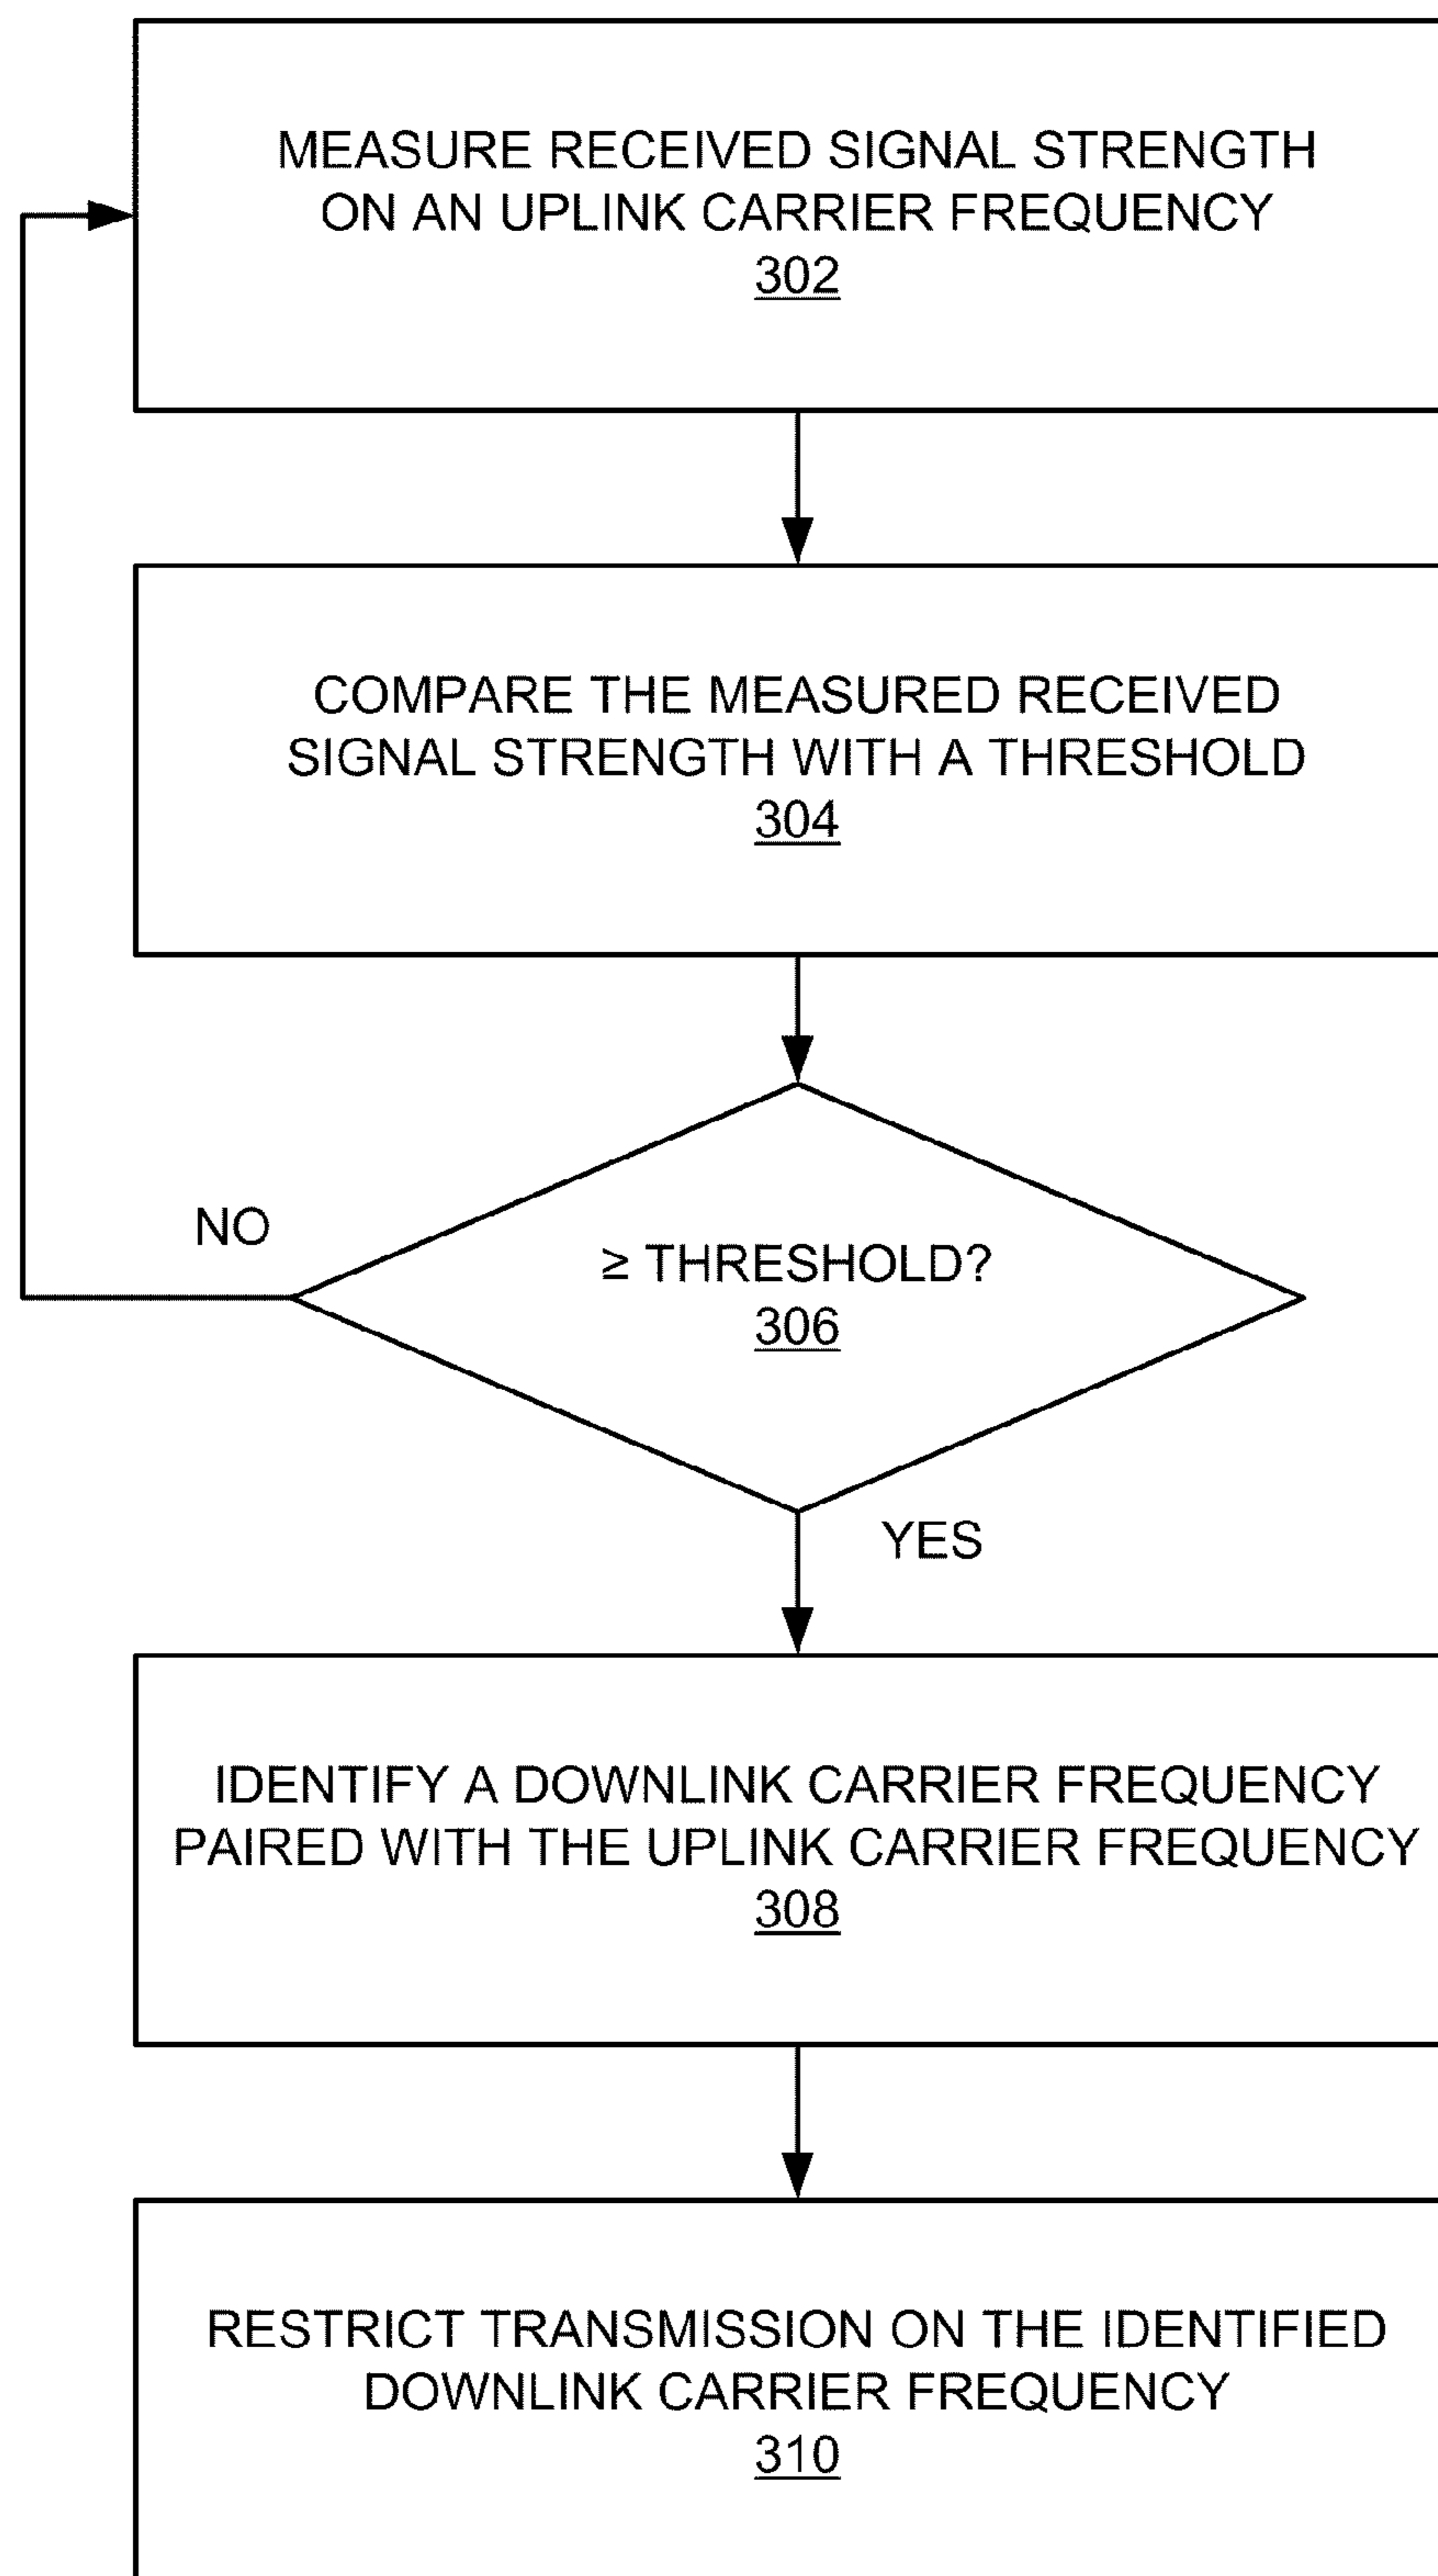 MEASURE RECEIVED SIGNAL STRENGTH
ON AN UPLINK CARRIER FREQUENCY
302
COMPARE THE MEASURED RECEIVED
SIGNAL STRENGTH WITH A THRESHOLD
304
≥ THRESHOLD?
306
NO
YES
IDENTIFY A DOWNLINK CARRIER FREQUENCY
PAIRED WITH THE UPLINK CARRIER FREQUENCY
308
RESTRICT TRANSMISSION ON THE IDENTIFIED
DOWNLINK CARRIER FREQUENCY
310